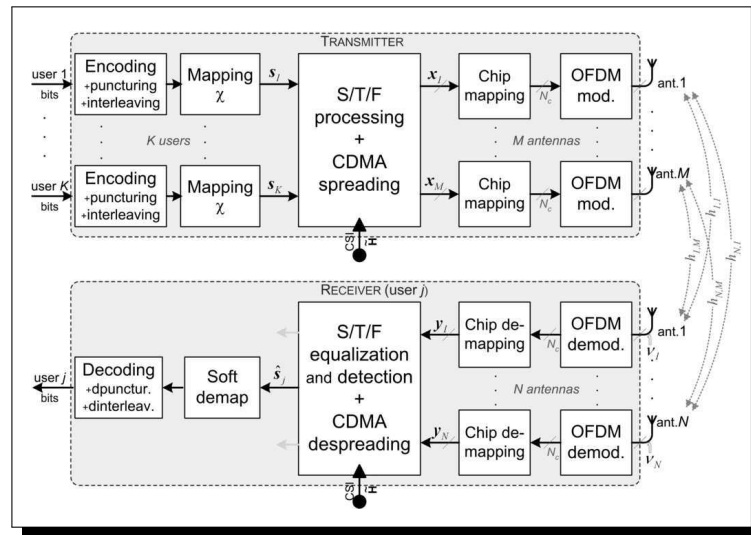 TRANSMITTER
user 1
bits
Encoding
+puncturing
+interleaving
Mapping
χ
s1
S/T/F
processing
+
CDMA
spreading
x1
Chip
mapping
Nc
OFDM
mod.
ant.1
K users
M antennas
user K
bits
Encoding
+puncturing
+interleaving
Mapping
χ
sK
xM
Chip
mapping
Nc
OFDM
mod.
ant.M
CSI
H̃
h1,1
h1,M
hN,M
hN,1
RECEIVER (user j)
user j
bits
Decoding
+dpunctur.
+dinterleav.
Soft
demap
ŝj
S/T/F
equalization
and detection
+
CDMA
despreading
y1
Chip de-
mapping
Nc
OFDM
demod.
ant.1
ν1
N antennas
yN
Chip de-
mapping
Nc
OFDM
demod.
ant.N
νN
CSI
H̃